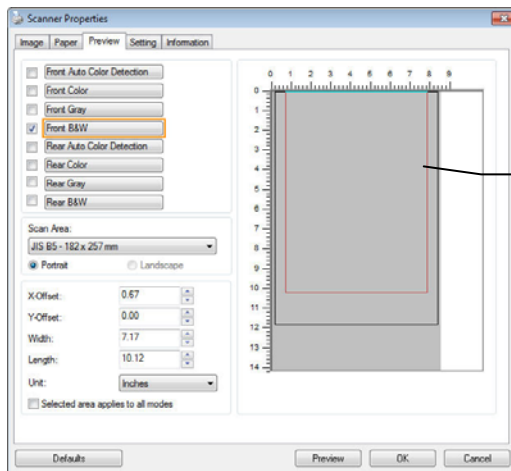 Scanner Properties
Image Paper Preview Setting Information
Front Auto Color Detection
Front Color
Front Gray
Front B&W
Rear Auto Color Detection
Rear Color
Rear Gray
Rear B&W
Scan Area:
JIS B5 - 182 x 257 mm
Portrait Landscape
X-Offset: 0.67
Y-Offset: 0.00
Width: 7.17
Length: 10.12
Unit: Inches
Selected area applies to all modes
0 1 2 3 4 5 6 7 8 9
0
1
2
3
4
5
6
7
8
9
10
11
12
13
14
Defaults Preview OK Cancel